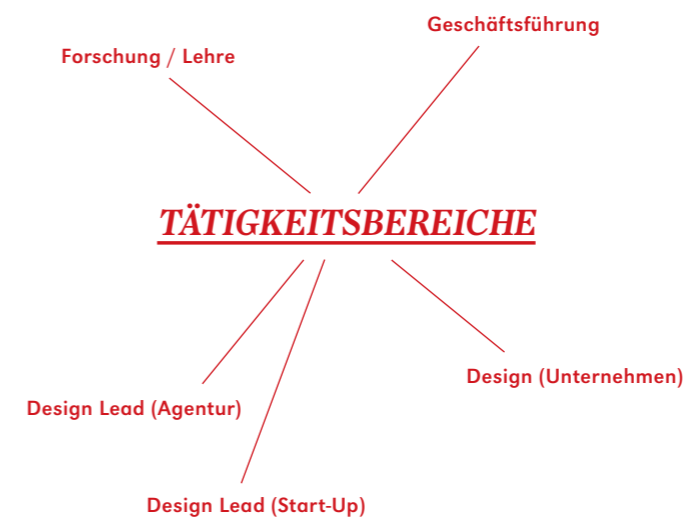 Geschäftsführung
Forschung / Lehre
TÄTIGKEITSBEREICHE
Design (Unternehmen)
Design Lead (Agentur)
Design Lead (Start-Up)